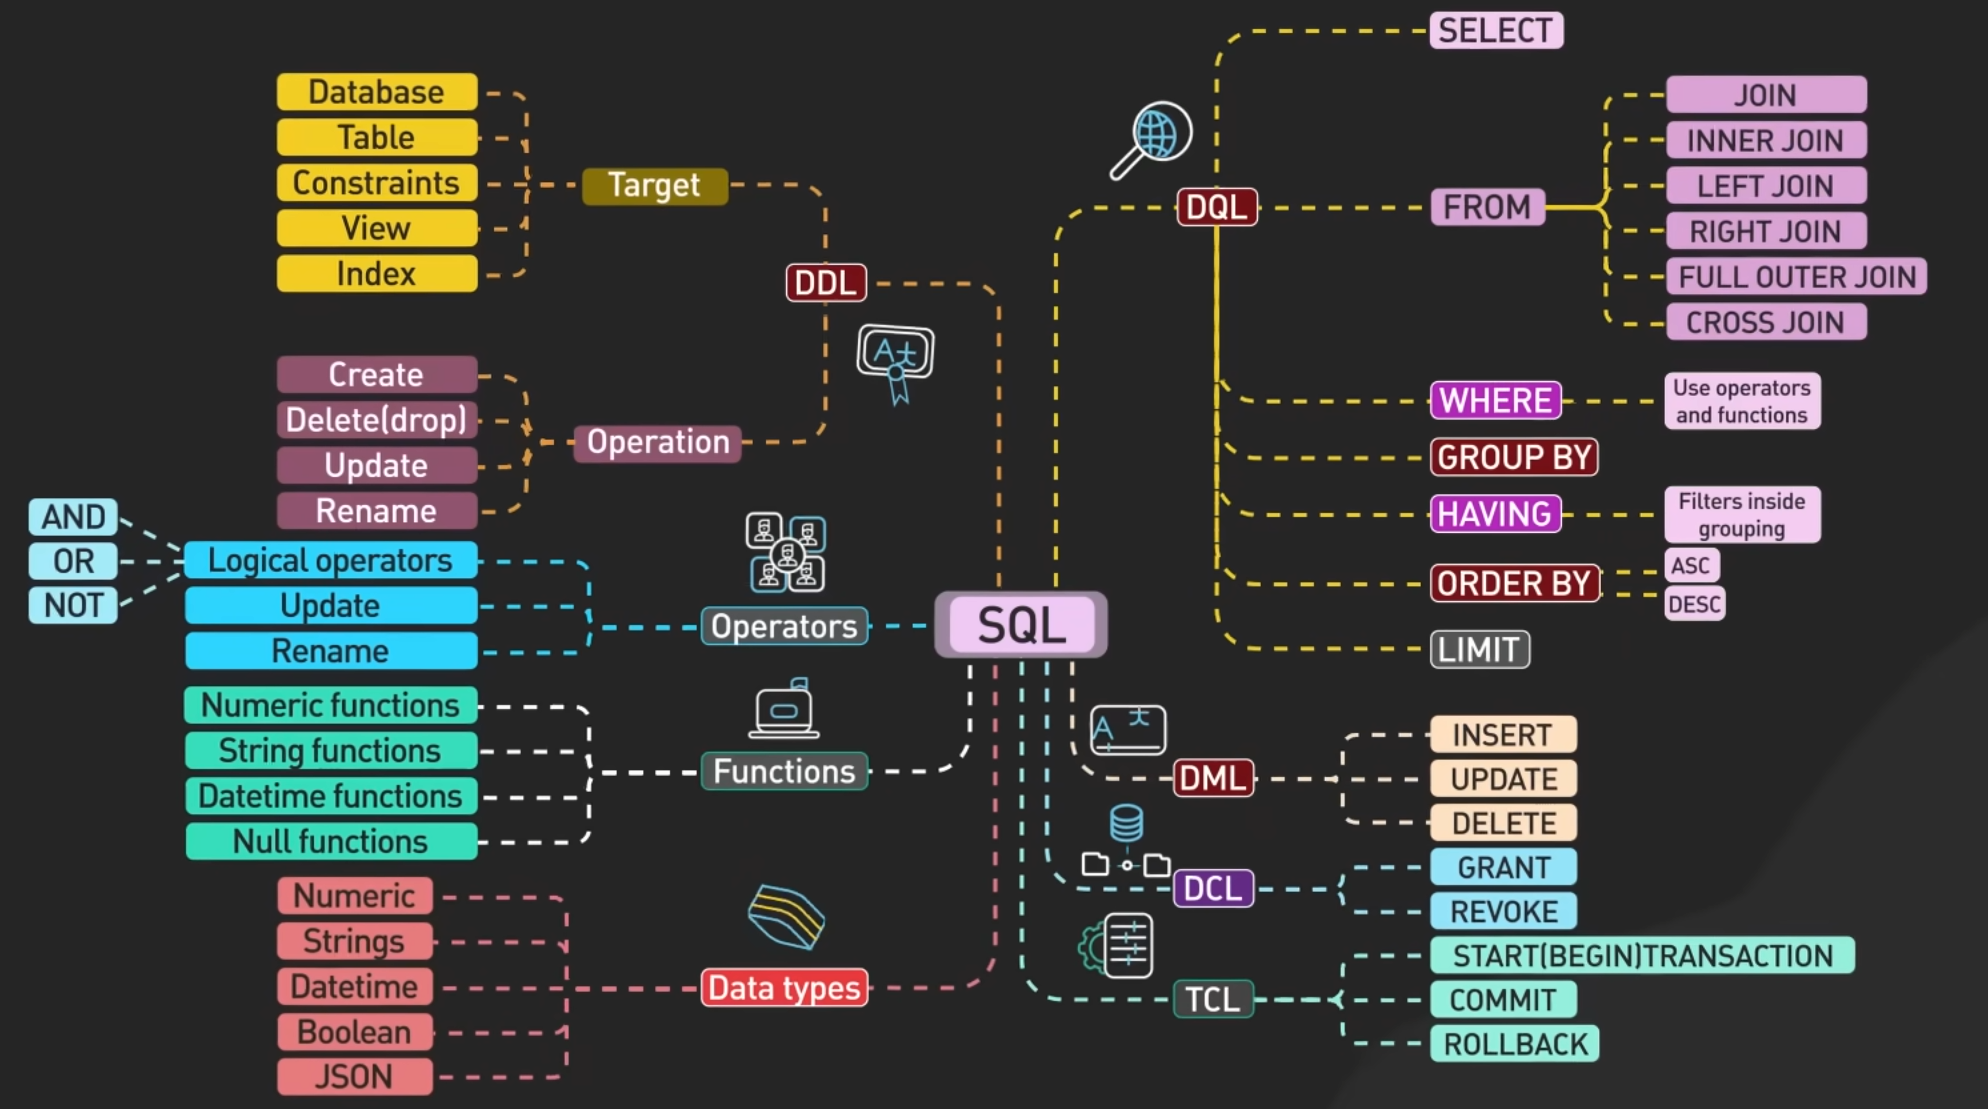 SELECT
Database
Table
Constraints
View
Index
Target
DDL
Create
Delete(drop)
Update
Rename
Operation
AND
OR
NOT
Logical operators
Update
Rename
Operators
Numeric functions
String functions
Datetime functions
Null functions
Functions
Numeric
Strings
Datetime
Boolean
JSON
Data types
SQL
DQL
FROM
JOIN
INNER JOIN
LEFT JOIN
RIGHT JOIN
FULL OUTER JOIN
CROSS JOIN
WHERE
Use operators
and functions
GROUP BY
HAVING
Filters inside
grouping
ORDER BY
ASC
DESC
LIMIT
DML
INSERT
UPDATE
DELETE
DCL
GRANT
REVOKE
TCL
START(BEGIN)TRANSACTION
COMMIT
ROLLBACK